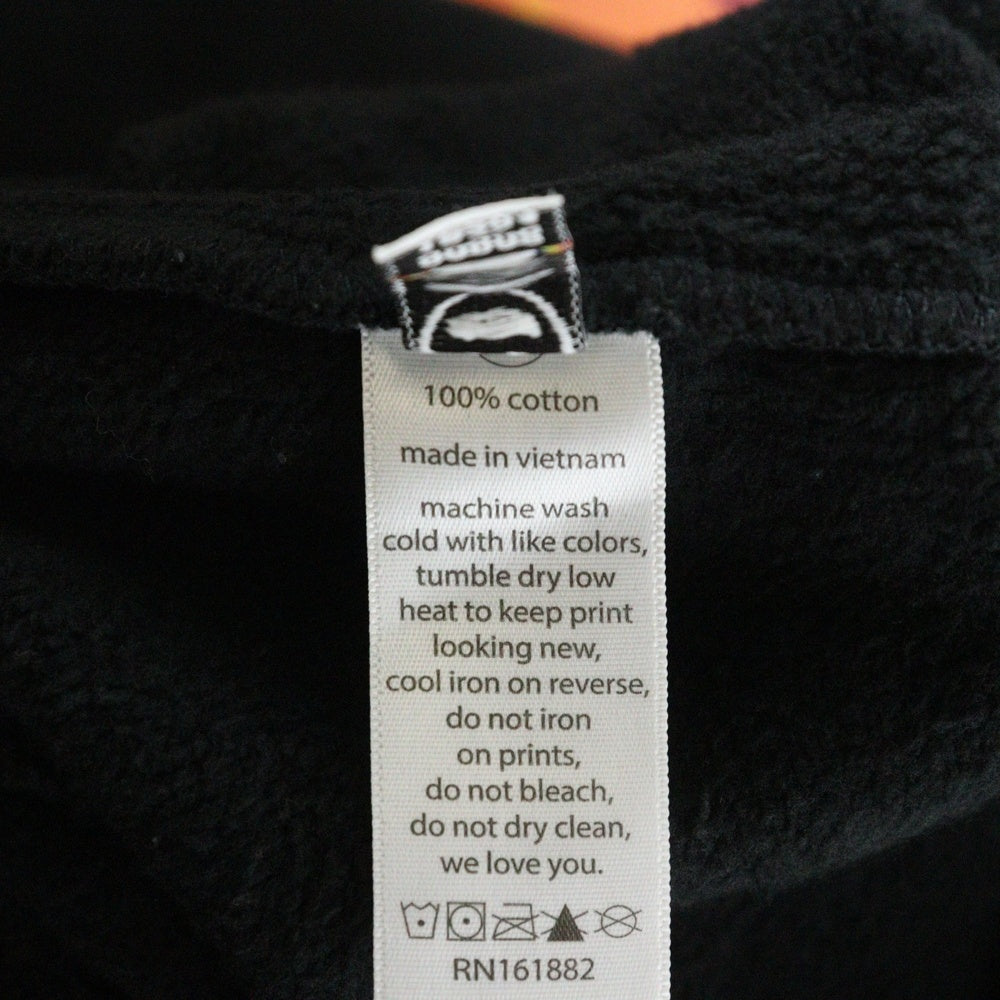 100% cotton
made in vietnam
machine wash
cold with like colors,
tumble dry low
heat to keep print
looking new,
cool iron on reverse,
do not iron
on prints,
do not bleach,
do not dry clean,
we love you.
RN161882